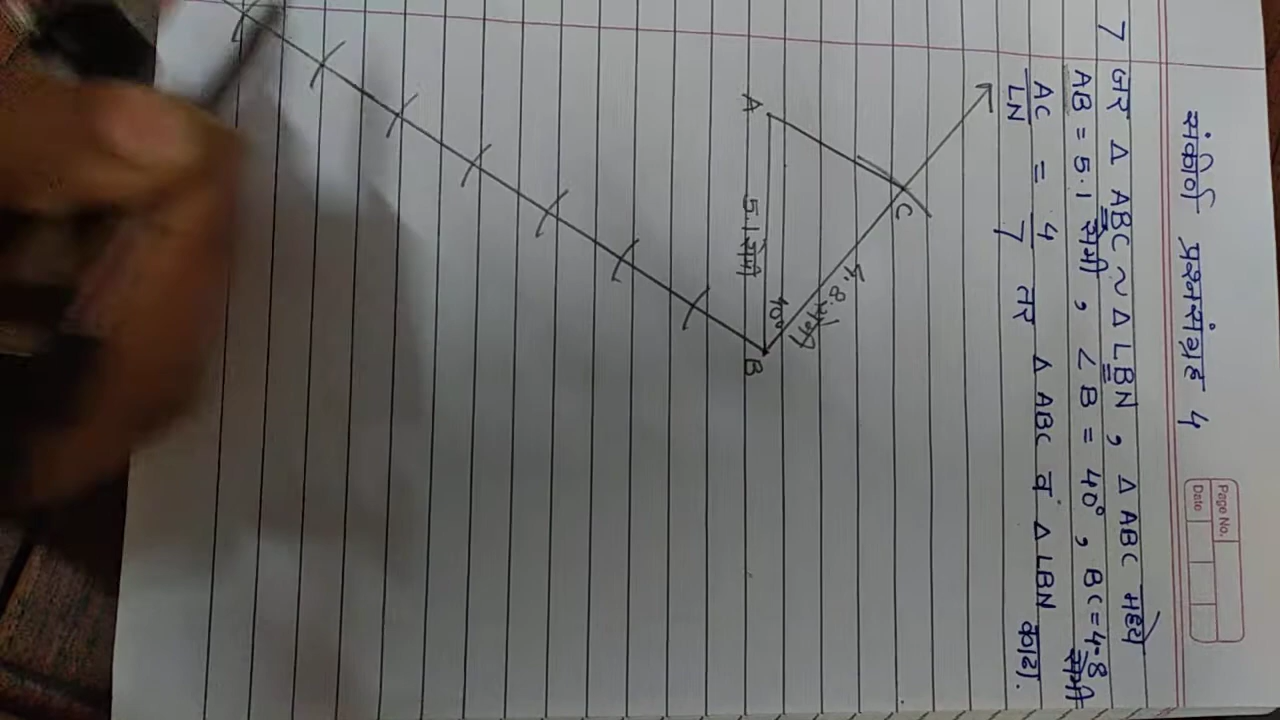 संकीर्ण प्रश्नसंग्रह 4
Page No.
Date
7 जर Δ ABC ~ Δ LBN , Δ ABC मध्ये
AB = 5.1 सेमी , ∠B = 40° , BC = 4.8 सेमी
AC/LN = 4/7 तर Δ ABC व Δ LBN काढा.
A
C
B
5.1 सेमी
40°
4.8 सेमी